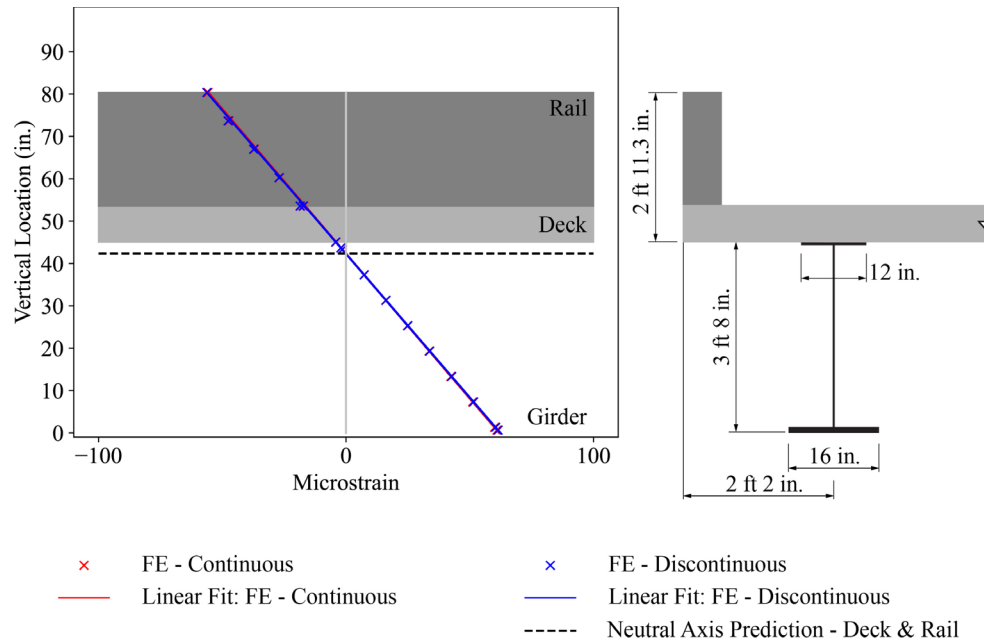 90
80
70
60
50
40
30
20
10
0
Vertical Location (in.)
Rail
Deck
Girder
−100
0
100
Microstrain
2 ft 11.3 in.
3 ft 8 in.
12 in.
16 in.
2 ft 2 in.
FE - Continuous
Linear Fit: FE - Continuous
FE - Discontinuous
Linear Fit: FE - Discontinuous
Neutral Axis Prediction - Deck & Rail